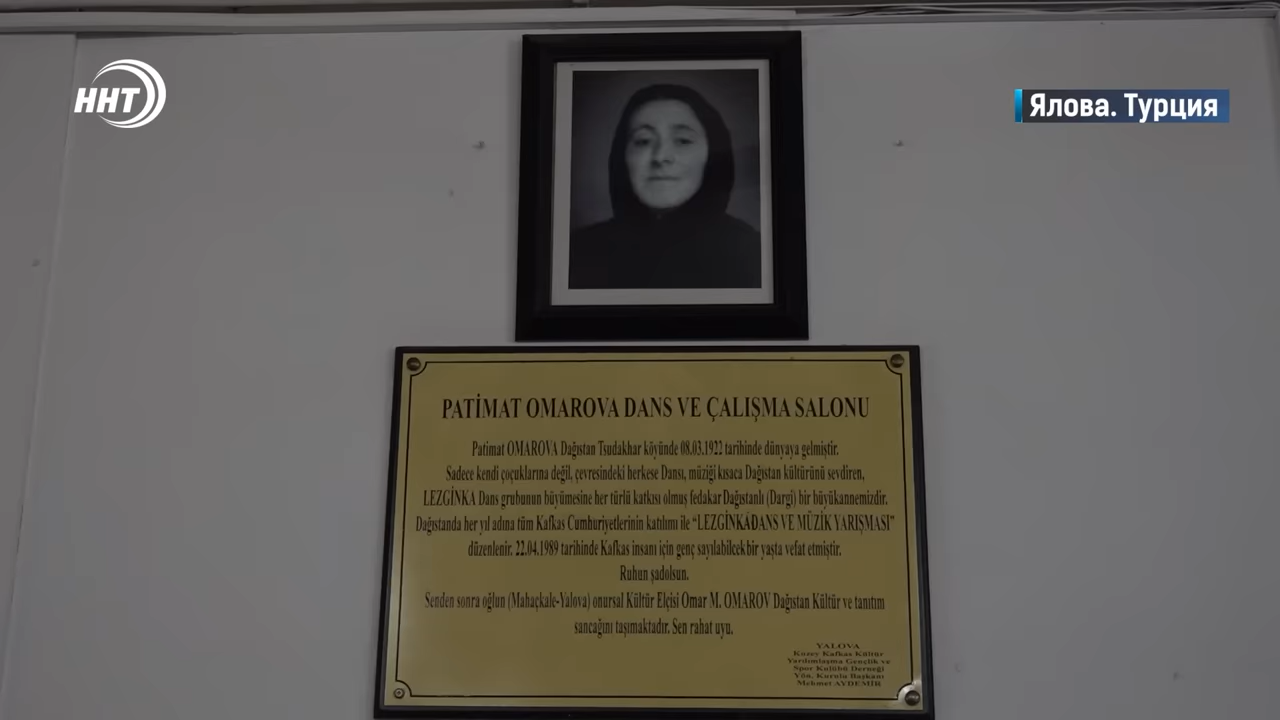 ННТ
Ялова. Турция
PATİMAT OMAROVA DANS VE ÇALIŞMA SALONU
Patimat OMAROVA Dağıstan Tsudakhar köyünde 08.03.1922 tarihinde dünyaya gelmiştir.
Sadece kendi çoçuklarına değil, çevresindeki herkese Dansı, müziği kısaca Dağıstan kültürünü sevdiren,
LEZGİNKA Dans grubunun büyümesine her türlü katkısı olmuş fedakar Dağıstanlı (Dargi) bir büyükannemizdir.
Dağıstanda her yıl adına tüm Kafkas Cumhuriyetlerinin katılımı ile “LEZGİNKADANS VE MÜZİK YARIŞMASI”
düzenlenir. 22.04.1989 tarihinde Kafkas insanı için genç sayılabilecek bir yaşta vefat etmiştir.
Ruhun şadolsun.
Senden sonra oğlun (Mahaçkale-Yalova) onursal Kültür Elçisi Omar M. OMAROV Dağıstan Kültür ve tanıtım
sancağını taşımaktadır. Sen rahat uyu.
YALOVA
Kuzey Kafkas Kültür
Yardımlaşma Gençlik ve
Spor Kulübü Derneği
Yön. Kurulu Başkanı
Mehmet AYDEMİR